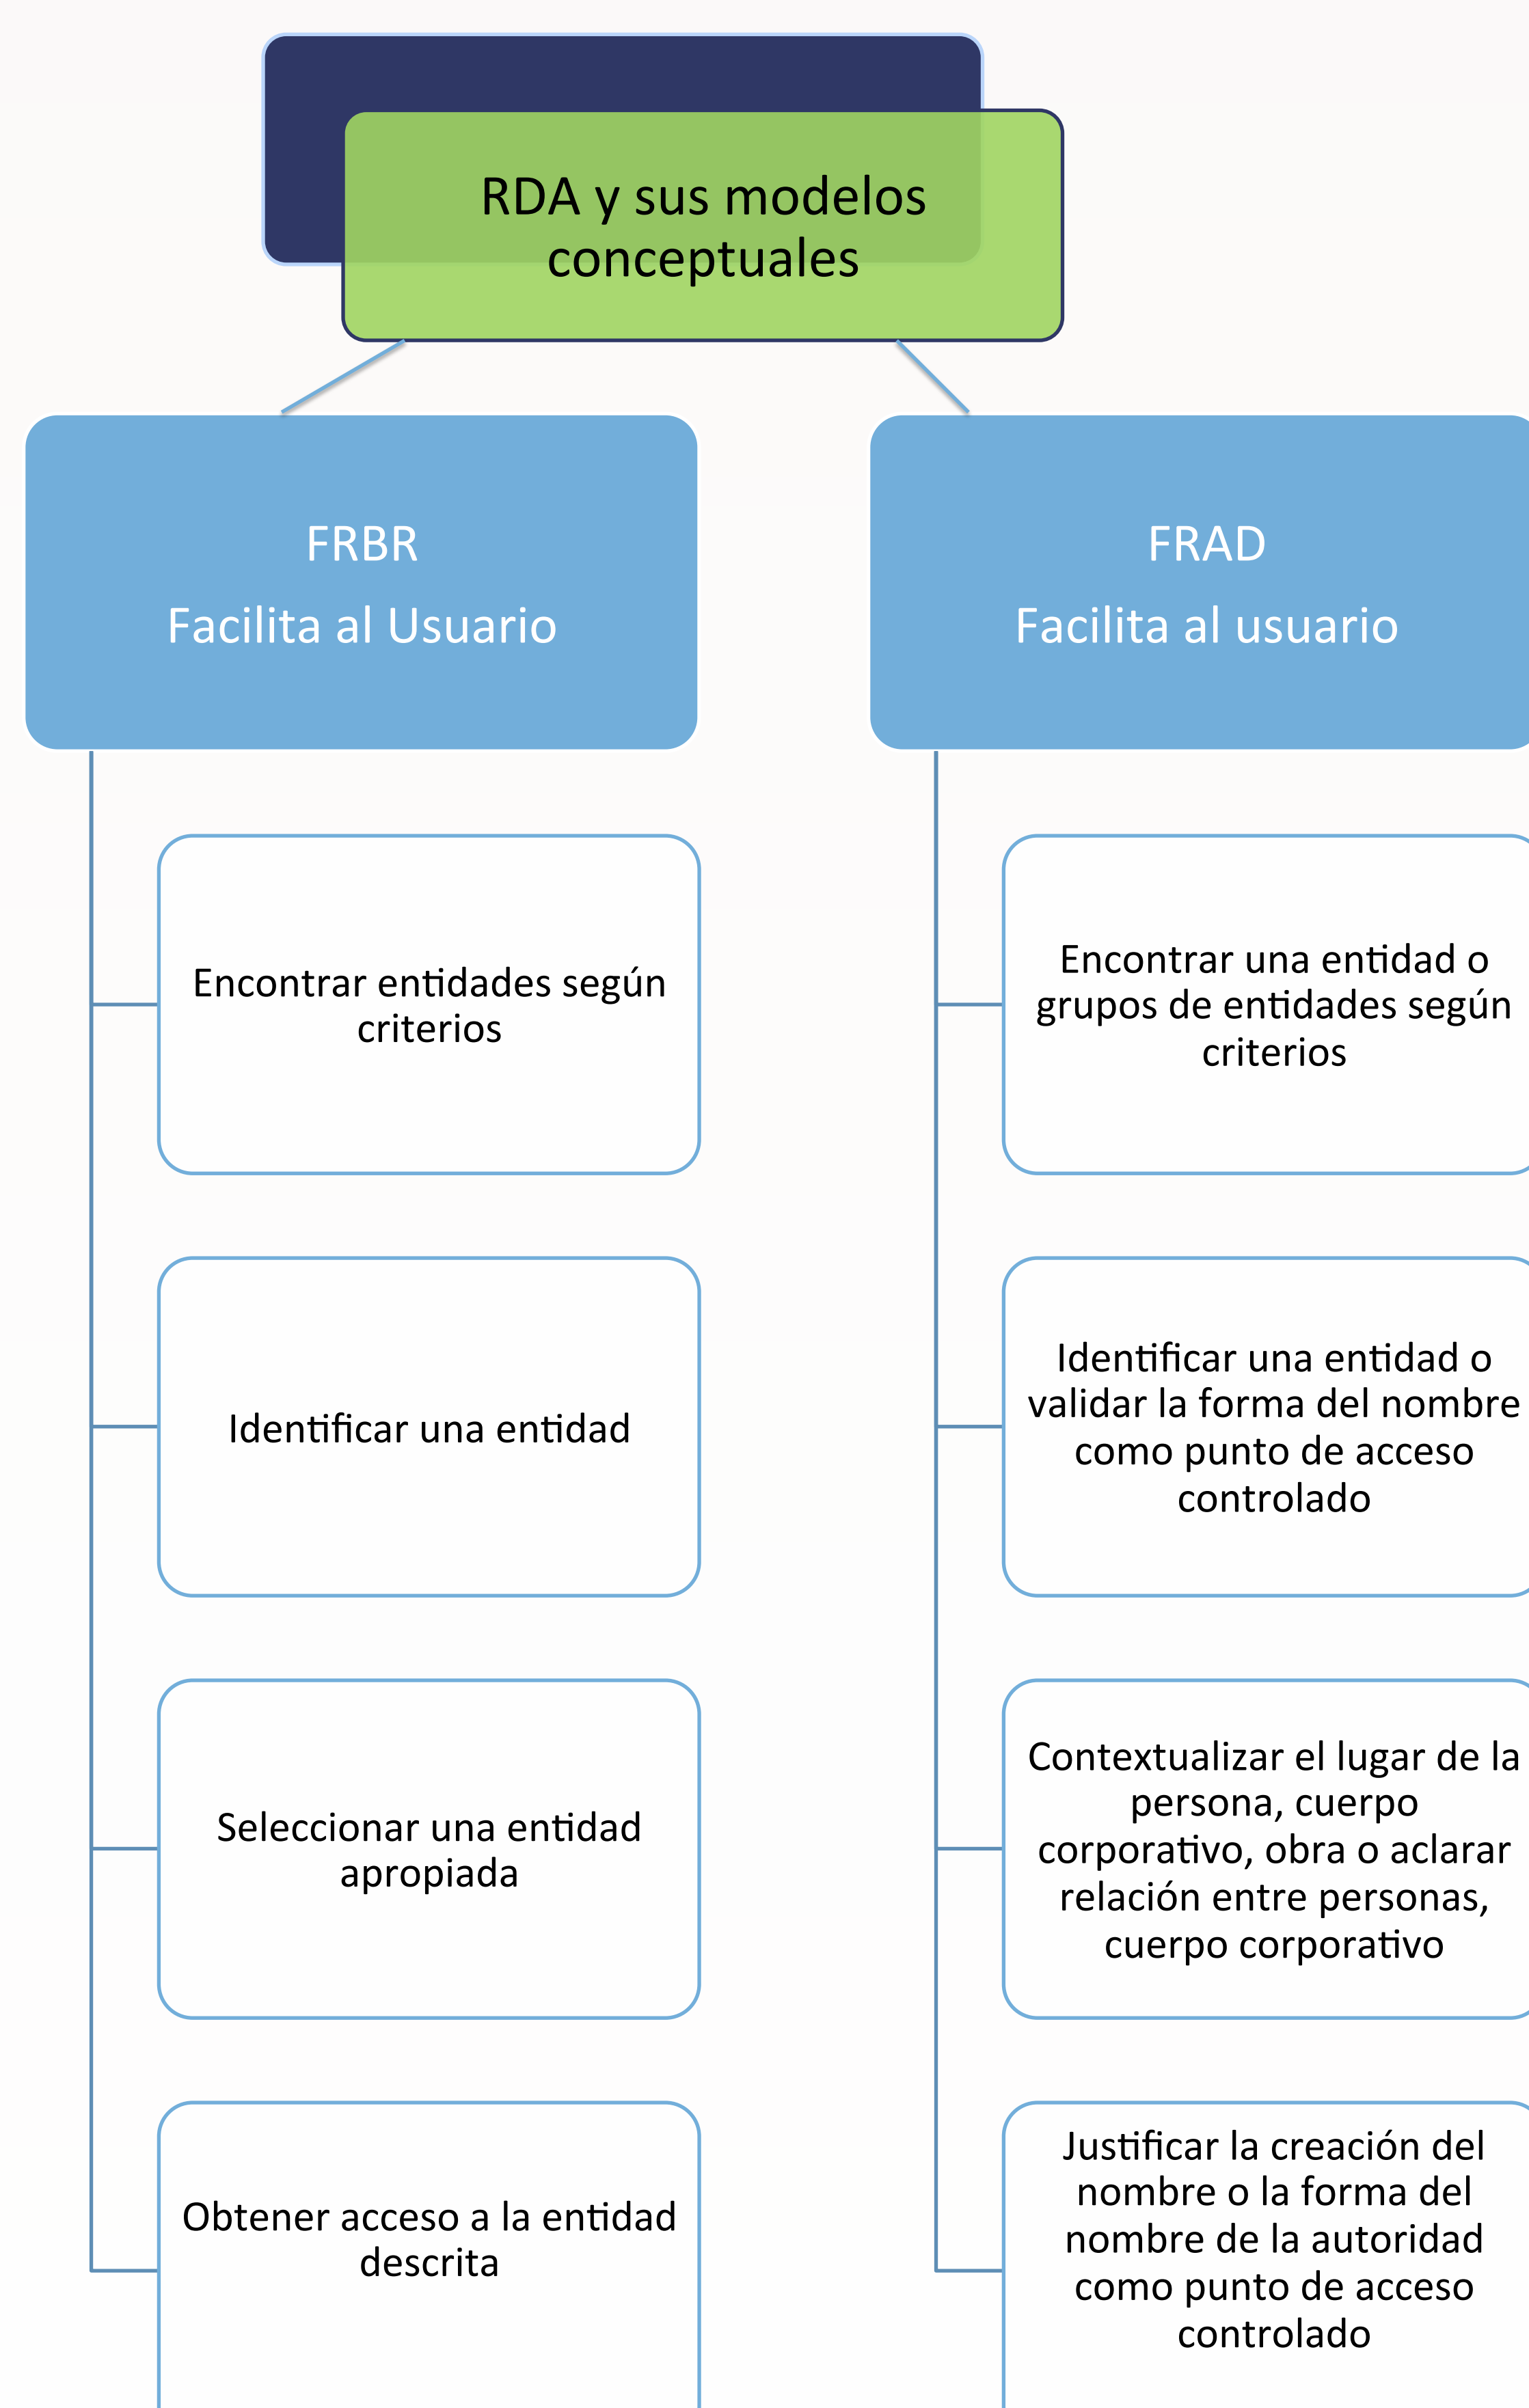 RDA y sus modelos
conceptuales
FRBR
Facilita al Usuario
Encontrar entidades según
criterios
Identificar una entidad
Seleccionar una entidad
apropiada
Obtener acceso a la entidad
descrita
FRAD
Facilita al usuario
Encontrar una entidad o
grupos de entidades según
criterios
Identificar una entidad o
validar la forma del nombre
como punto de acceso
controlado
Contextualizar el lugar de la
persona, cuerpo
corporativo, obra o aclarar
relación entre personas,
cuerpo corporativo
Justificar la creación del
nombre o la forma del
nombre de la autoridad
como punto de acceso
controlado